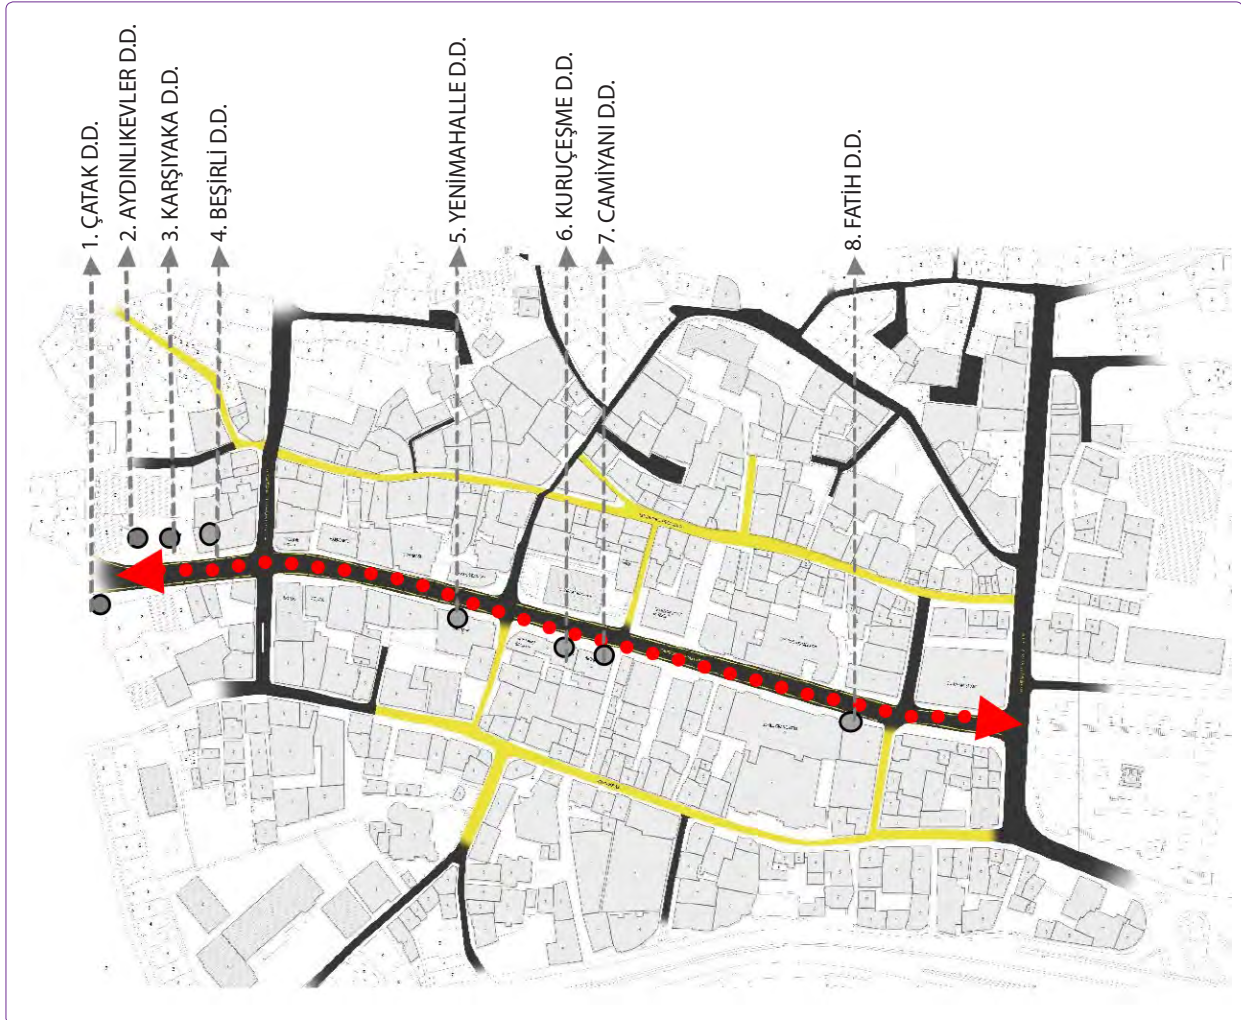 1. ÇATAK D.D.
2. AYDINLIKEVLER D.D.
3. KARŞIYAKA D.D.
4. BEŞİRLİ D.D.
5. YENİMAHALLE D.D.
6. KURUÇEŞME D.D.
7. CAMİYANI D.D.
8. FATİH D.D.